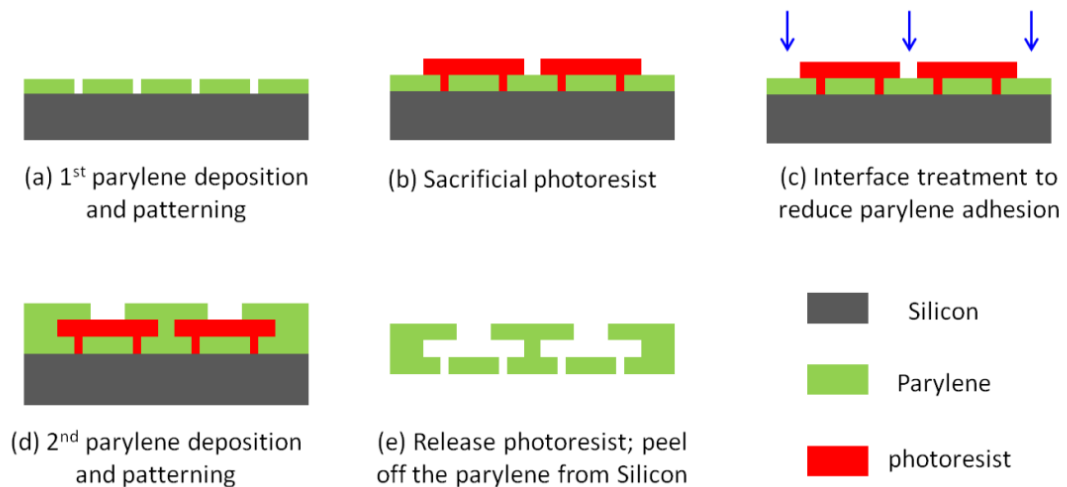 (a) 1st parylene deposition
and patterning
(b) Sacrificial photoresist
(c) Interface treatment to
reduce parylene adhesion
(d) 2nd parylene deposition
and patterning
(e) Release photoresist; peel
off the parylene from Silicon
Silicon
Parylene
photoresist